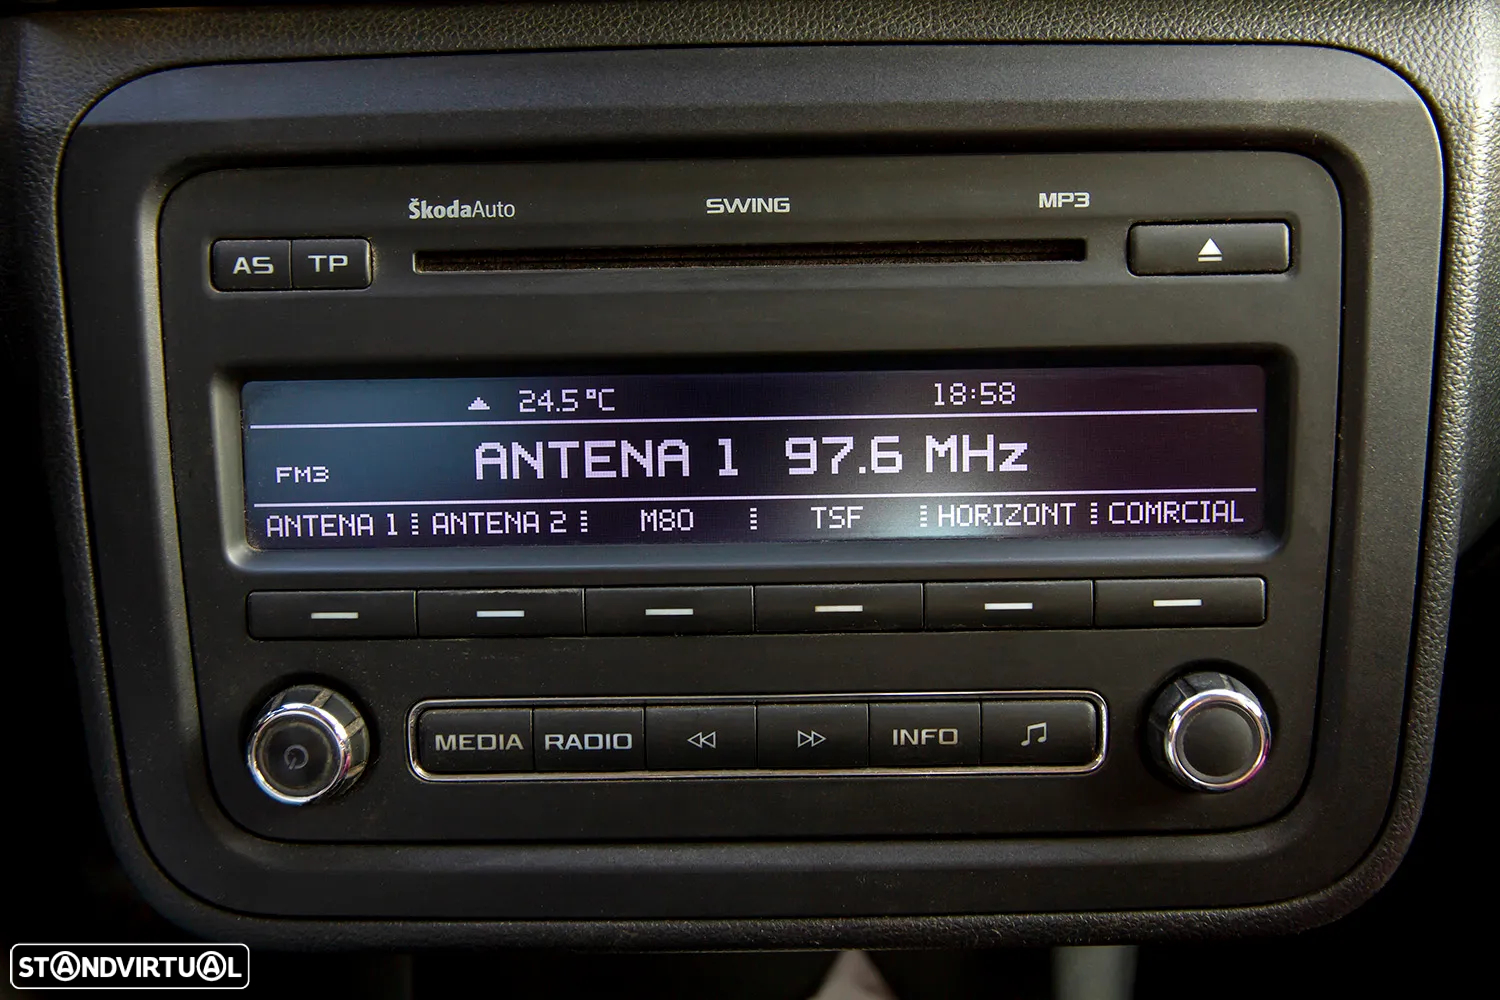 ŠkodaAuto SWING MP3
AS TP
24.5°C 18:58
FM3 ANTENA 1 97.6 MHz
ANTENA 1 ANTENA 2 M80 TSF HORIZONT COMRCIAL
MEDIA RADIO INFO
STANDVIRTUAL